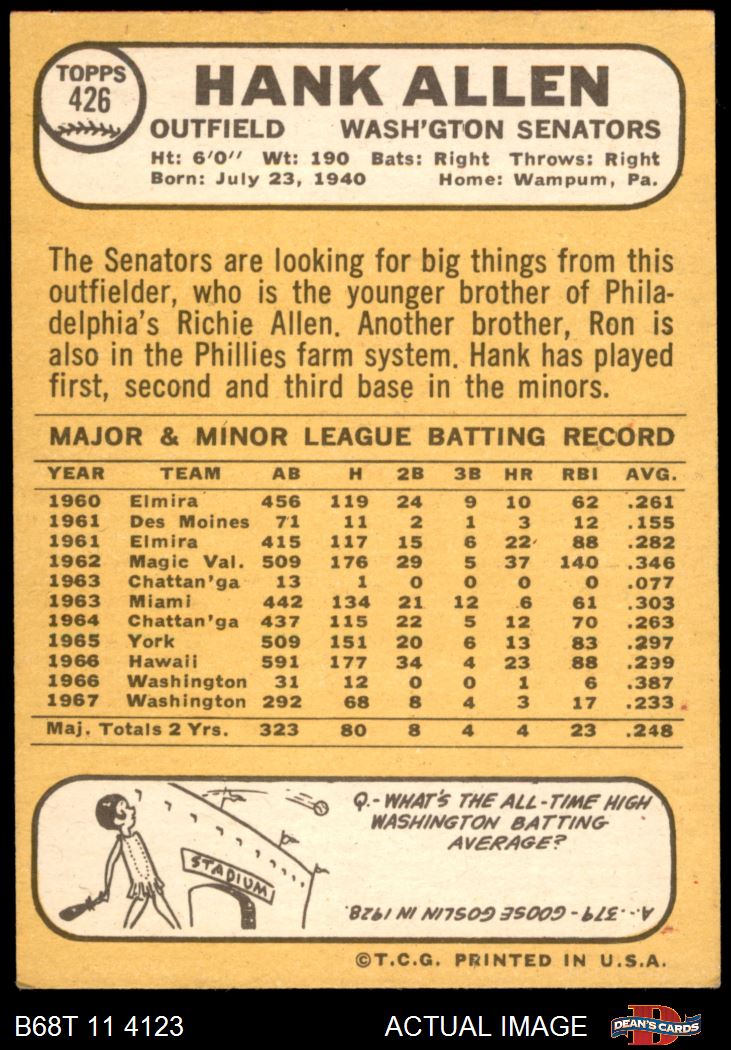 TOPPS
426
HANK ALLEN
OUTFIELD WASH'GTON SENATORS
Ht: 6'0" Wt: 190 Bats: Right Throws: Right
Born: July 23, 1940 Home: Wampum, Pa.
The Senators are looking for big things from this
outfielder, who is the younger brother of Phila-
delphia's Richie Allen. Another brother, Ron is
also in the Phillies farm system. Hank has played
first, second and third base in the minors.
MAJOR & MINOR LEAGUE BATTING RECORD
YEAR TEAM AB H 2B 3B HR RBI AVG.
1960 Elmira 456 119 24 9 10 62 .261
1961 Des Moines 71 11 2 1 3 12 .155
1961 Elmira 415 117 15 6 22 88 .282
1962 Magic Val. 509 176 29 5 37 140 .346
1963 Chattan'ga 13 1 0 0 0 0 .077
1963 Miami 442 134 21 12 6 61 .303
1964 Chattan'ga 437 115 22 5 12 70 .263
1965 York 509 151 20 6 13 83 .297
1966 Hawaii 591 177 34 4 23 88 .299
1966 Washington 31 12 0 0 1 6 .387
1967 Washington 292 68 8 4 3 17 .233
Maj. Totals 2 Yrs. 323 80 8 4 4 23 .248
Q.- WHAT'S THE ALL-TIME HIGH
WASHINGTON BATTING
AVERAGE?
STADIUM
A.. .379 - GOOSE GOSLIN IN 1928.
©T.C.G. PRINTED IN U.S.A.
B68T 11 4123 ACTUAL IMAGE
D
DEAN'S CARDS